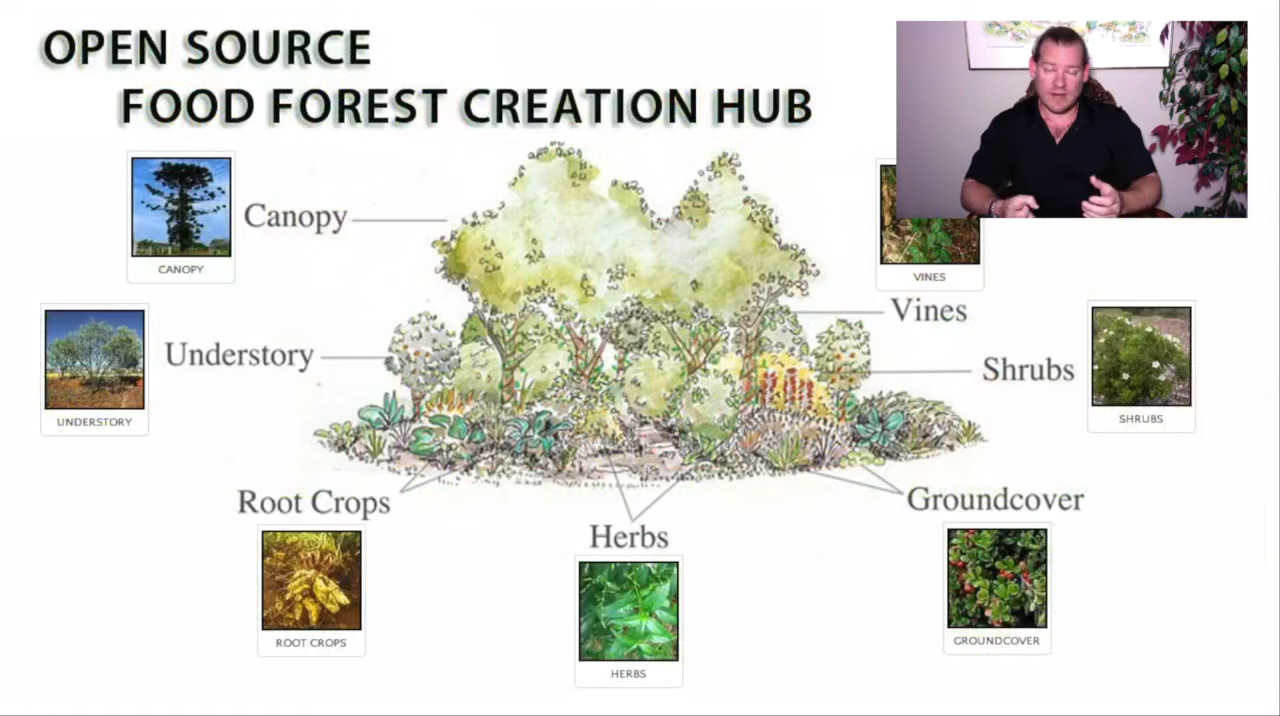 OPEN SOURCE
FOOD FOREST CREATION HUB
Canopy
CANOPY
VINES
Vines
Understory
UNDERSTORY
Shrubs
SHRUBS
Root Crops
ROOT CROPS
Herbs
HERBS
Groundcover
GROUNDCOVER